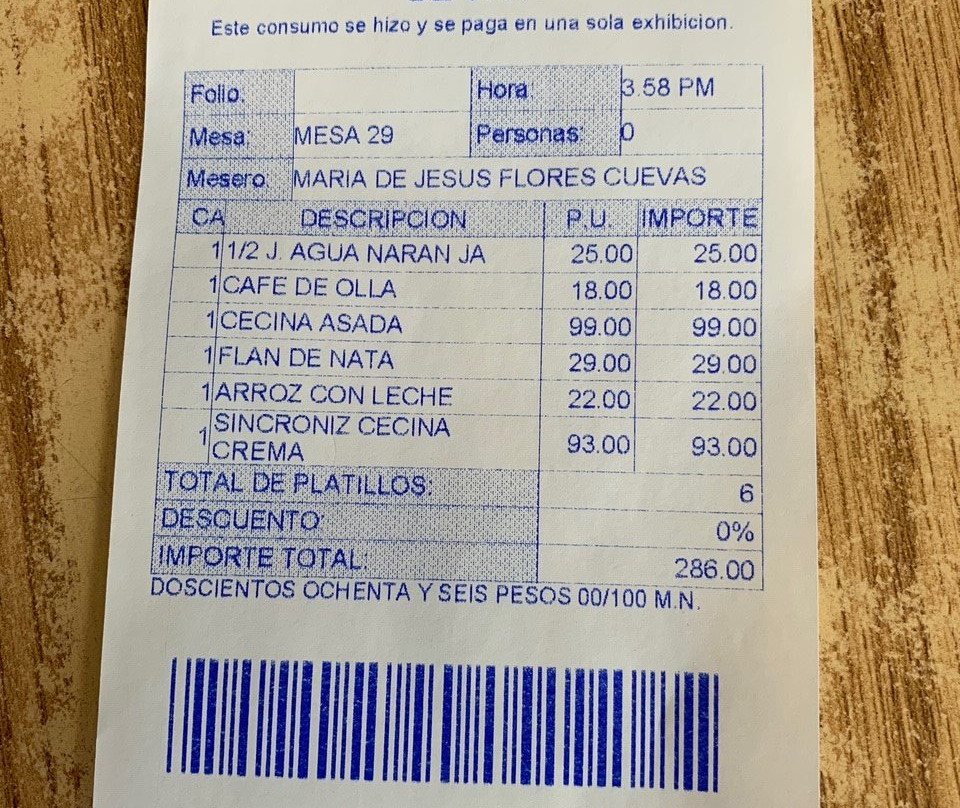 Este consumo se hizo y se paga en una sola exhibicion.
Folio: Hora: 3.58 PM
Mesa: MESA 29 Personas: 0
Mesero: MARIA DE JESUS FLORES CUEVAS
CA DESCRIPCION P.U. IMPORTE
1 1/2 J. AGUA NARAN JA 25.00 25.00
1 CAFE DE OLLA 18.00 18.00
1 CECINA ASADA 99.00 99.00
1 FLAN DE NATA 29.00 29.00
1 ARROZ CON LECHE 22.00 22.00
1 SINCRONIZ CECINA
CREMA 93.00 93.00
TOTAL DE PLATILLOS: 6
DESCUENTO: 0%
IMPORTE TOTAL: 286.00
DOSCIENTOS OCHENTA Y SEIS PESOS 00/100 M.N.